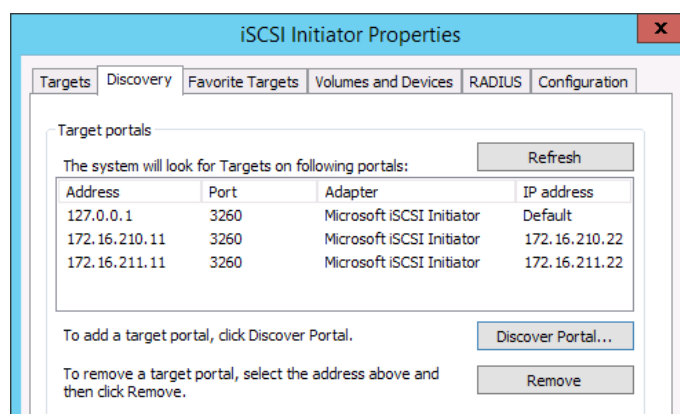 iSCSI Initiator Properties
x
Targets Discovery Favorite Targets Volumes and Devices RADIUS Configuration
Target portals
The system will look for Targets on following portals: Refresh
Address Port Adapter IP address
127.0.0.1 3260 Microsoft iSCSI Initiator Default
172.16.210.11 3260 Microsoft iSCSI Initiator 172.16.210.22
172.16.211.11 3260 Microsoft iSCSI Initiator 172.16.211.22
To add a target portal, click Discover Portal. Discover Portal...
To remove a target portal, select the address above and
then click Remove.
Remove